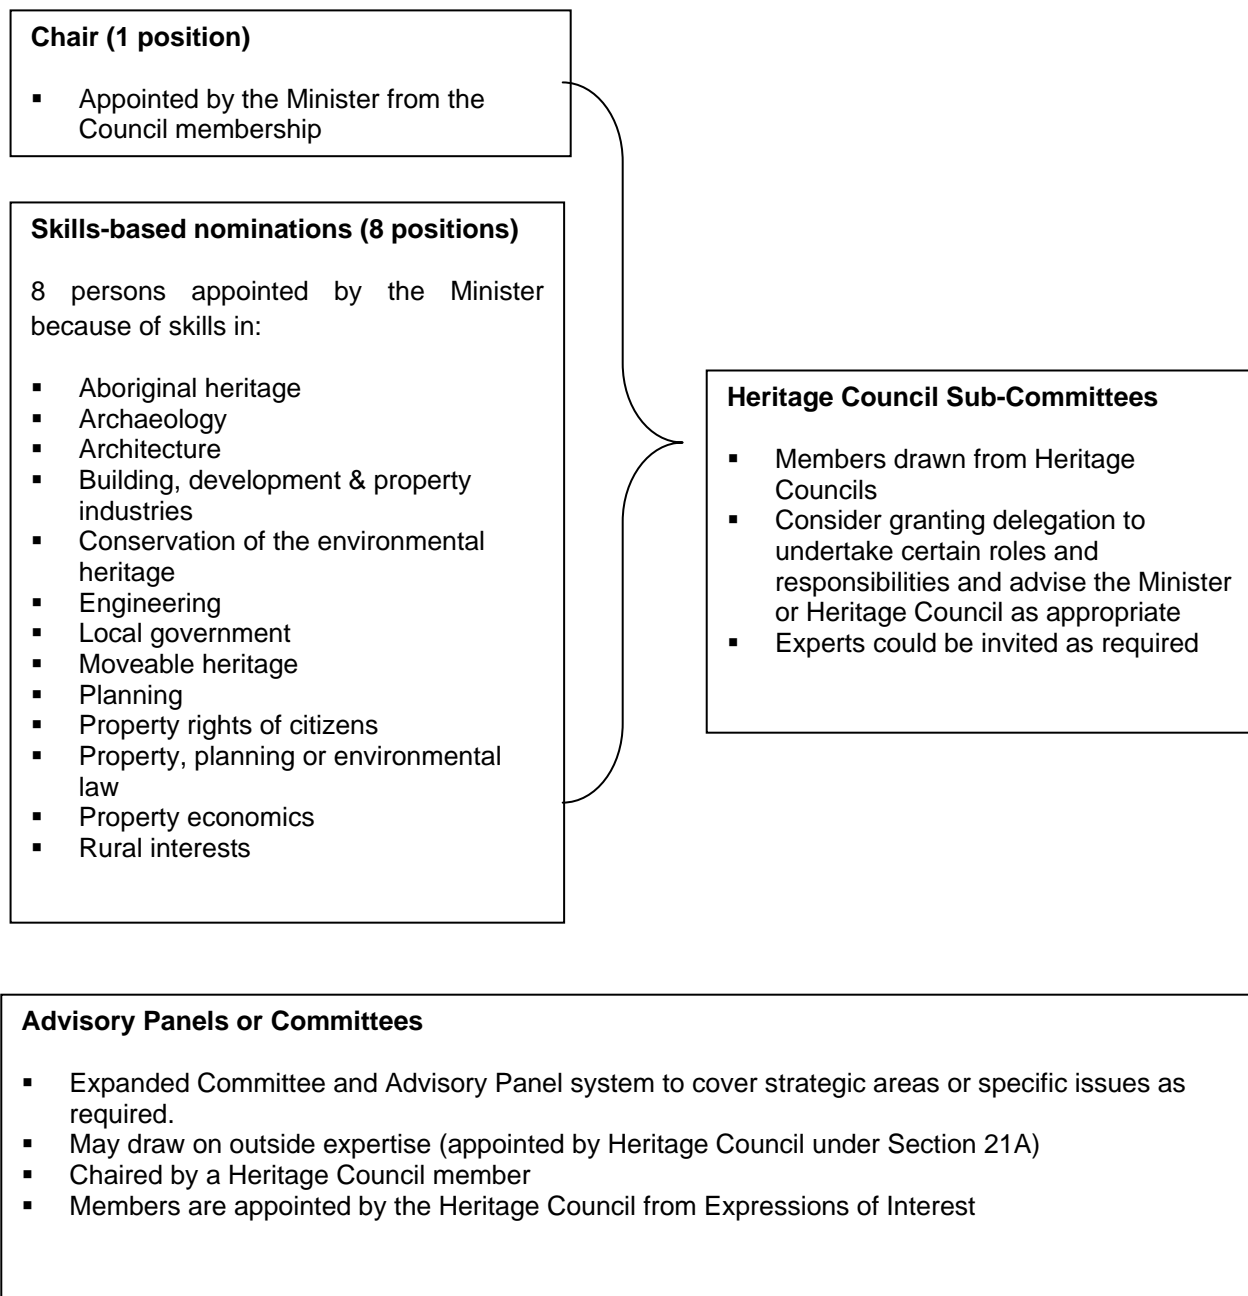 Chair (1 position)
▪ Appointed by the Minister from the
Council membership
Skills-based nominations (8 positions)
8 persons appointed by the Minister
because of skills in:
▪ Aboriginal heritage
▪ Archaeology
▪ Architecture
▪ Building, development & property
industries
▪ Conservation of the environmental
heritage
▪ Engineering
▪ Local government
▪ Moveable heritage
▪ Planning
▪ Property rights of citizens
▪ Property, planning or environmental
law
▪ Property economics
▪ Rural interests
Heritage Council Sub-Committees
▪ Members drawn from Heritage
Councils
▪ Consider granting delegation to
undertake certain roles and
responsibilities and advise the Minister
or Heritage Council as appropriate
▪ Experts could be invited as required
Advisory Panels or Committees
▪ Expanded Committee and Advisory Panel system to cover strategic areas or specific issues as
required.
▪ May draw on outside expertise (appointed by Heritage Council under Section 21A)
▪ Chaired by a Heritage Council member
▪ Members are appointed by the Heritage Council from Expressions of Interest